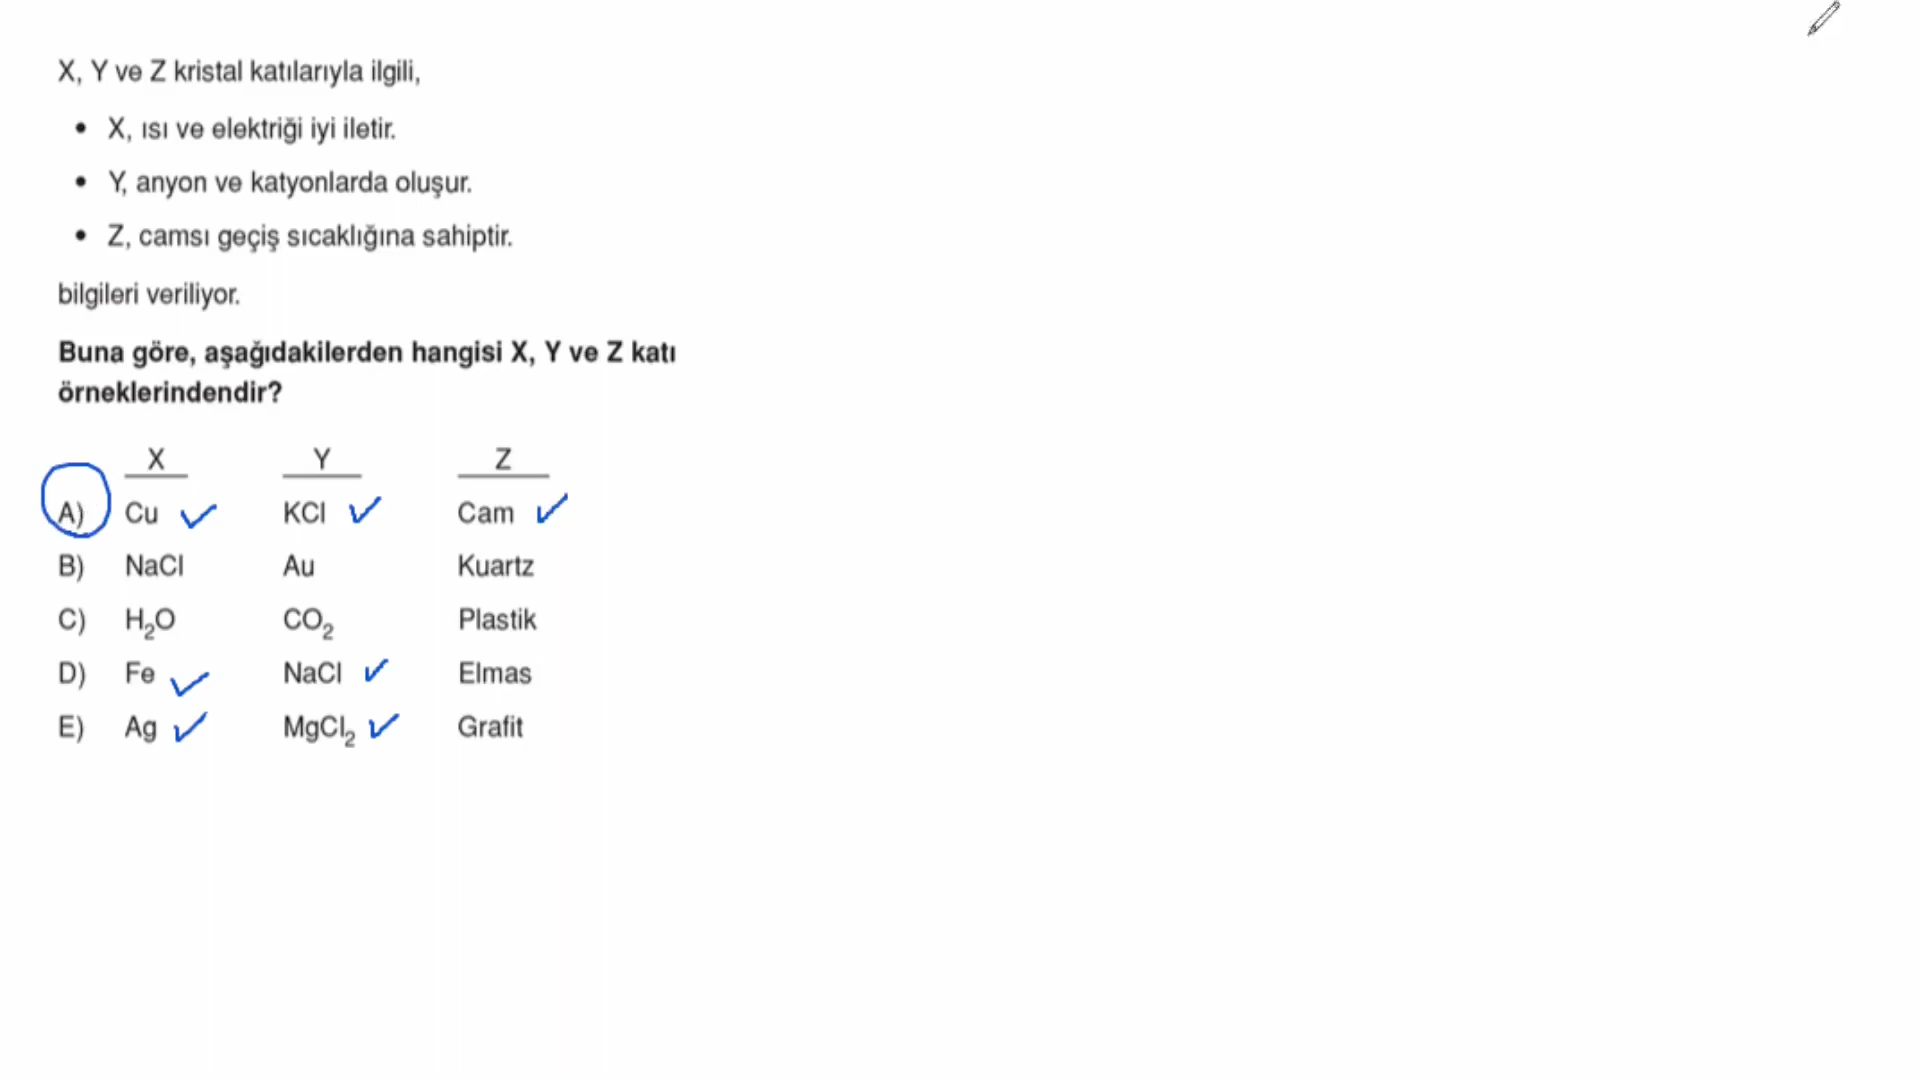 X, Y ve Z kristal katılarıyla ilgili,
• X, ısı ve elektriği iyi iletir.
• Y, anyon ve katyonlarda oluşur.
• Z, camsı geçiş sıcaklığına sahiptir.
bilgileri veriliyor.
Buna göre, aşağıdakilerden hangisi X, Y ve Z katı
örneklerindendir?
X Y Z
A) Cu ✓ KCl ✓ Cam ✓
B) NaCl Au Kuartz
C) H₂O CO₂ Plastik
D) Fe ✓ NaCl ✓ Elmas
E) Ag ✓ MgCl₂ ✓ Grafit